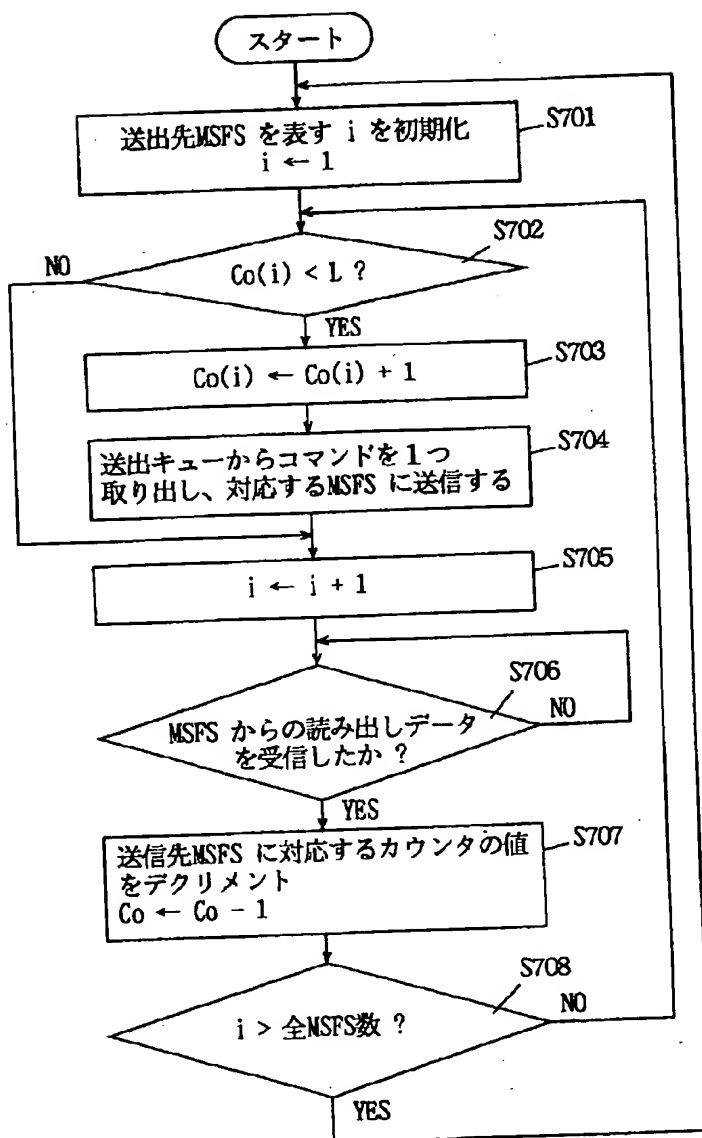 スタート
送出先MSFS を表す i を初期化
i ← 1
S701
S702
NO
Co(i) < L ?
YES
S703
Co(i) ← Co(i) + 1
S704
送出キューからコマンドを1つ
取り出し、対応するMSFS に送信する
S705
i ← i + 1
S706
MSFS からの読み出しデータ
を受信したか ?
NO
YES
S707
送信先MSFS に対応するカウンタの値
をデクリメント
Co ← Co - 1
S708
i > 全MSFS数 ?
NO
YES